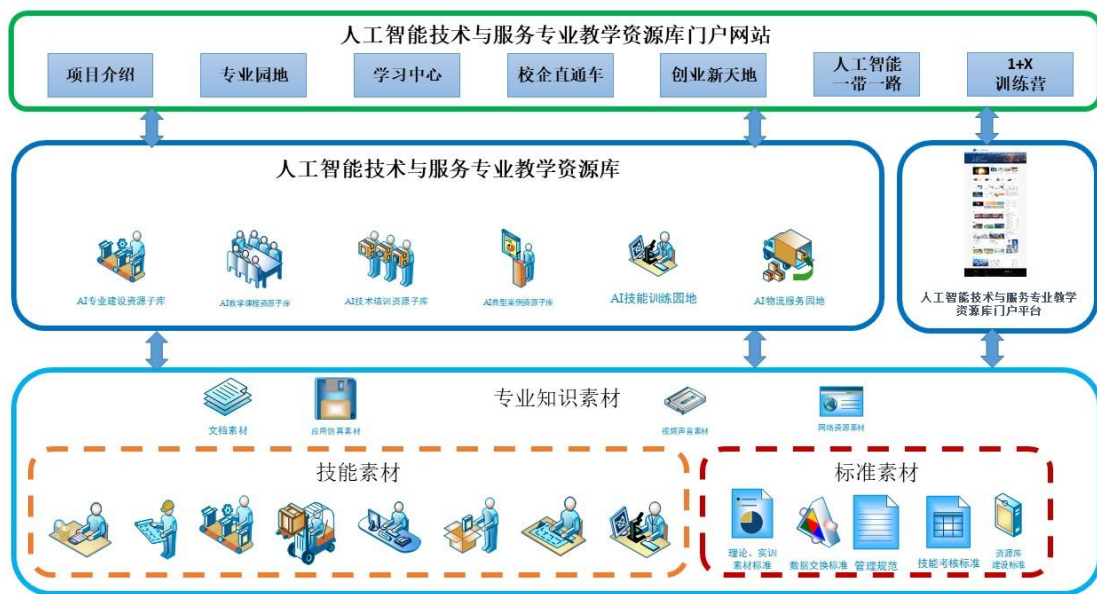 人工智能技术与服务专业教学资源库门户网站
项目介绍
专业园地
学习中心
校企直通车
创业新天地
人工智能
一带一路
1+X
训练营
人工智能技术与服务专业教学资源库
AI专业建设资源子库
AI教学课程资源子库
AI技术培训资源子库
AI典型案例资源子库
AI技能训练园地
AI物流服务园地
人工智能技术与服务专业教学
资源库门户平台
专业知识素材
文档素材
应用仿真素材
视频声音素材
网络资源素材
技能素材
标准素材
理论、实训
素材标准
数据交换标准
管理规范
技能考核标准
资源库
建设标准